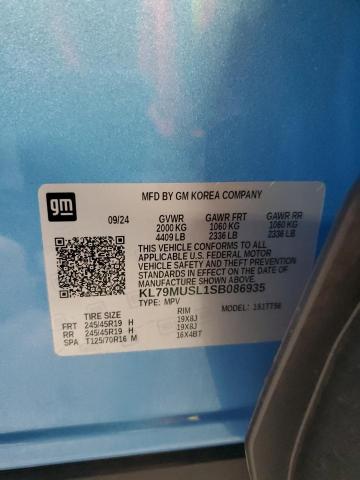 gm
MFD BY GM KOREA COMPANY
09/24 GVWR GAWR FRT GAWR RR
2000 KG 1060 KG 1060 KG
4409 LB 2336 LB 2336 LB
THIS VEHICLE CONFORMS TO ALL
APPLICABLE U.S. FEDERAL MOTOR
VEHICLE SAFETY AND THEFT PREVENTION
STANDARDS IN EFFECT ON THE DATE OF
MANUFACTURE SHOWN ABOVE.
KL79MUSL1SB086935
TYPE: MPV MODEL: 1SJTT56
TIRE SIZE RIM
FRT 245/45R19 H 19X8J
RR 245/45R19 H 19X8J
SPA T125/70R16 M 16X4BT